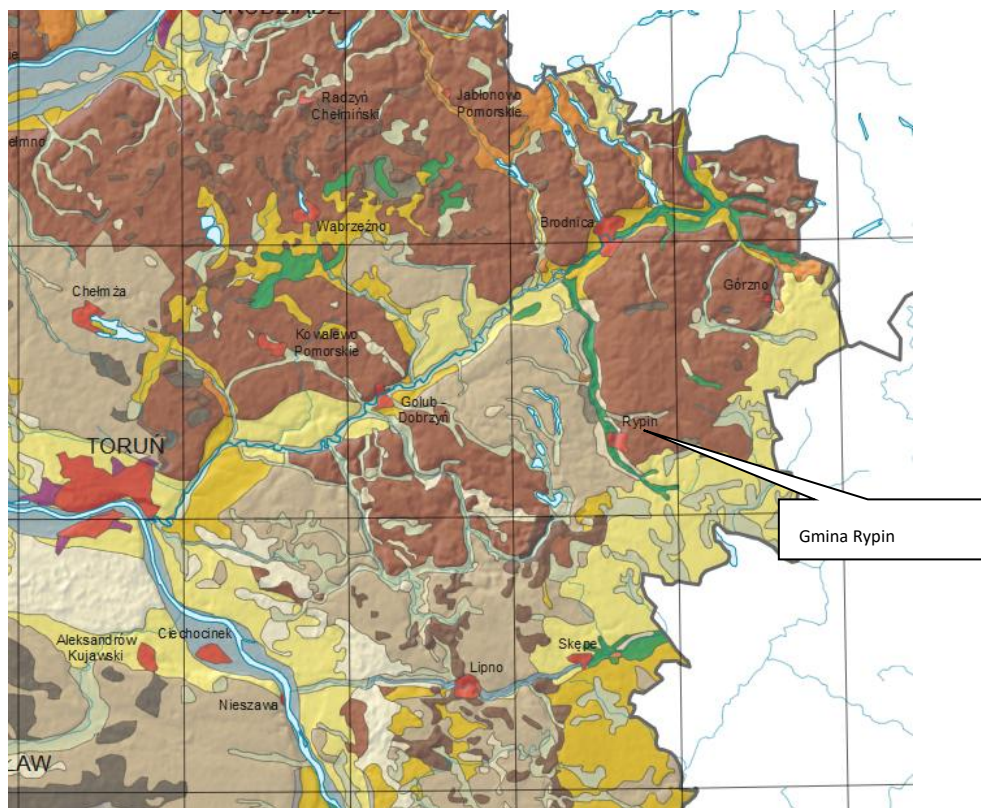 Radzyń
Chełmiński
Jabłonowo
Pomorskie
Wąbrzeźno
Brodnica
Górzno
Chełmża
Kowalewo
Pomorskie
Golub -
Dobrzyń
Rypin
TORUŃ
Gmina Rypin
Aleksandrów
Kujawski
Ciechocinek
Skępe
Lipno
Nieszawa
ŁAW